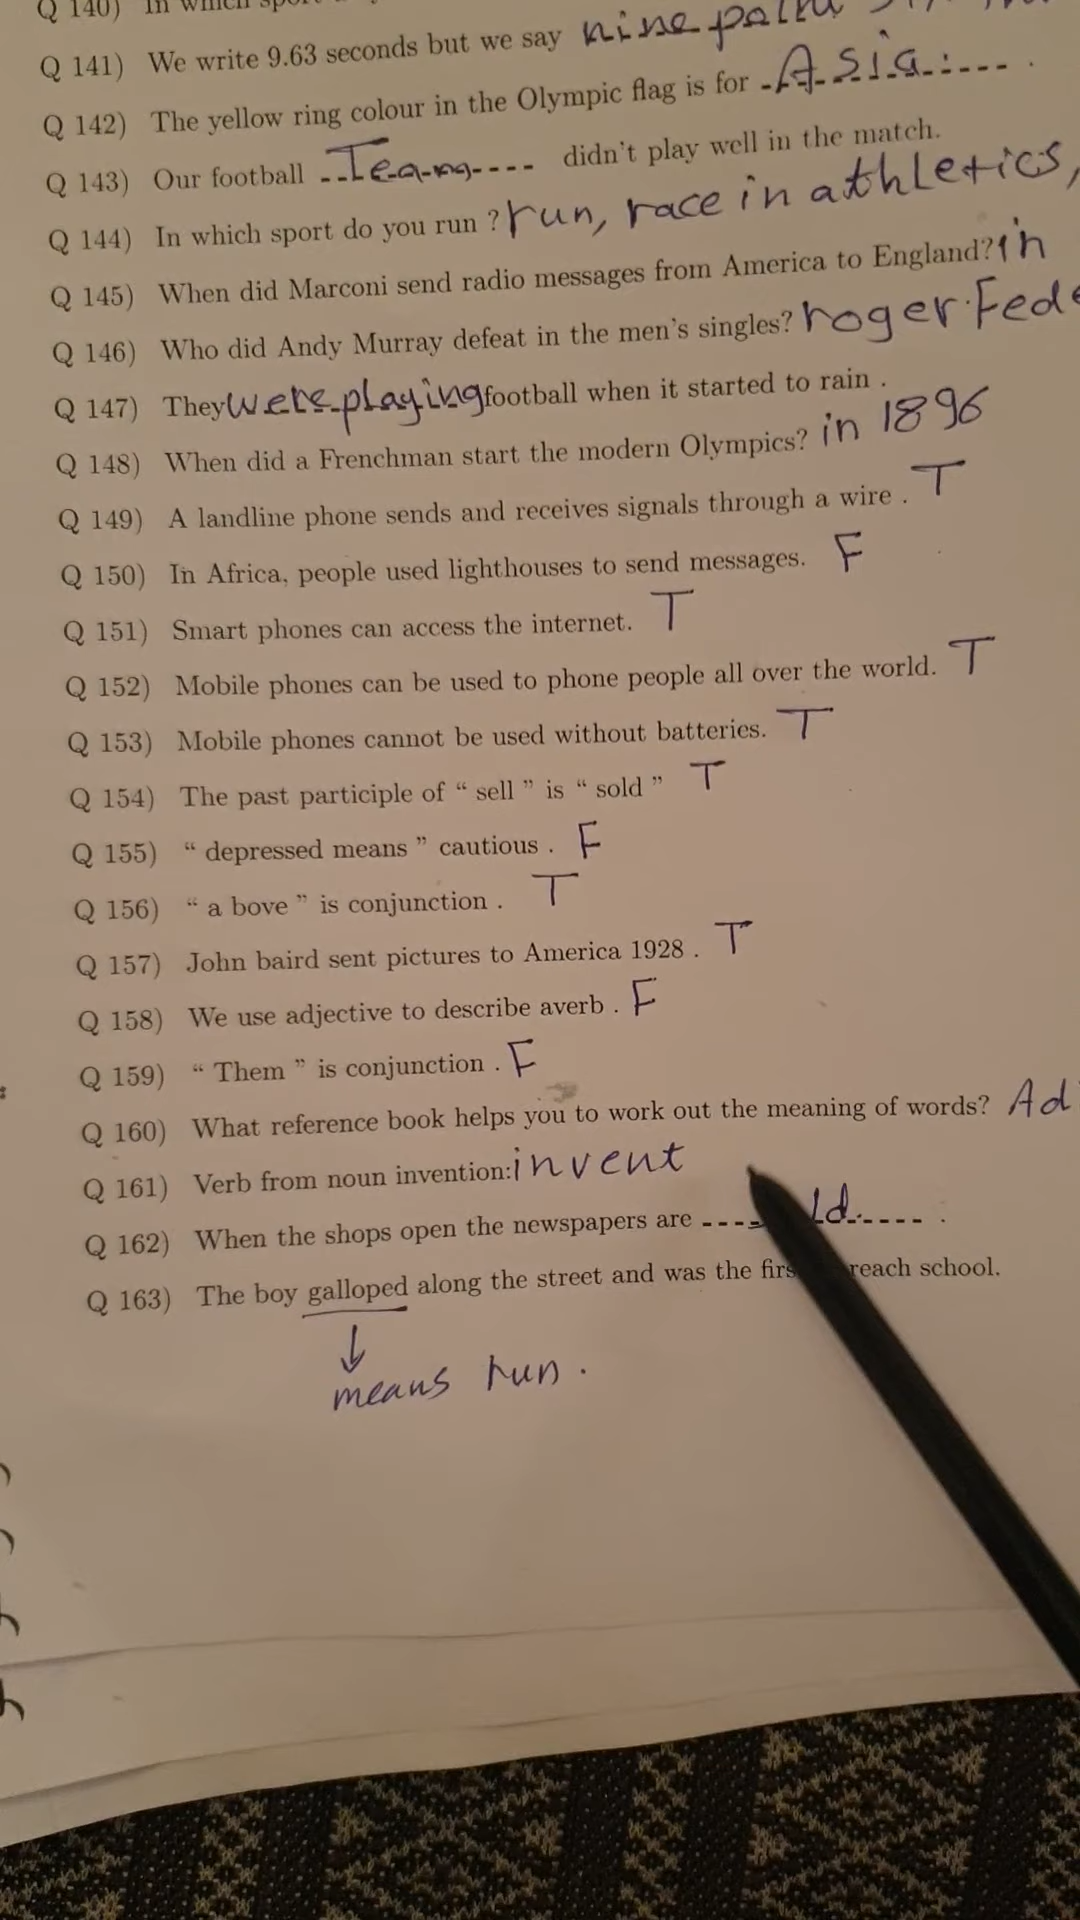 Q 140) In which spor
Q 141) We write 9.63 seconds but we say nine
Q 142) The yellow ring colour in the Olympic flag is for Asia .
Q 143) Our football Team didn't play well in the match.
Q 144) In which sport do you run ? run, race in athletics,
Q 145) When did Marconi send radio messages from America to England? in
Q 146) Who did Andy Murray defeat in the men's singles? roger Fede
Q 147) They were playing football when it started to rain .
Q 148) When did a Frenchman start the modern Olympics? in 1896
Q 149) A landline phone sends and receives signals through a wire . T
Q 150) In Africa, people used lighthouses to send messages. F
Q 151) Smart phones can access the internet. T
Q 152) Mobile phones can be used to phone people all over the world. T
Q 153) Mobile phones cannot be used without batteries. T
Q 154) The past participle of " sell " is " sold " T
Q 155) " depressed means " cautious . F
Q 156) " a bove " is conjunction . T
Q 157) John baird sent pictures to America 1928 . T
Q 158) We use adjective to describe averb . F
Q 159) " Them " is conjunction . F
Q 160) What reference book helps you to work out the meaning of words? Ad
Q 161) Verb from noun invention: invent
Q 162) When the shops open the newspapers are ld .
Q 163) The boy galloped along the street and was the firs reach school.
means run .